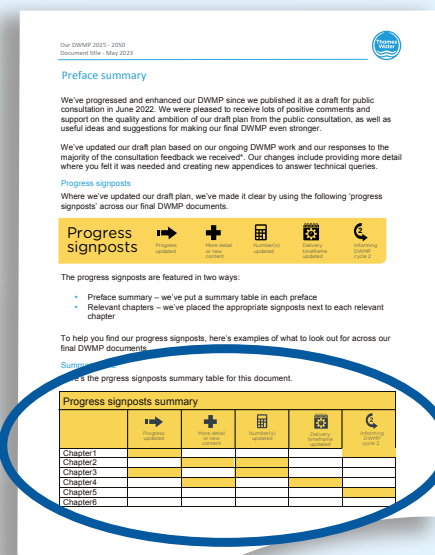 Our DWMP 2025 - 2050
Document title - May 2023
Thames
Water
Preface summary
We've progressed and enhanced our DWMP since we published it as a draft for public
consultation in June 2022. We were pleased to receive lots of positive comments and
support on the quality and ambition of our draft plan from the public consultation, as well as
useful ideas and suggestions for making our final DWMP even stronger.
We've updated our draft plan based on our ongoing DWMP work and our responses to the
majority of the consultation feedback we received*. Our changes include providing more detail
where you felt it was needed and creating new appendices to answer technical queries.
Progress signposts
Where we've updated our draft plan, we've made it clear by using the following 'progress
signposts' across our final DWMP documents.
Progress
signposts
Progress
updated
More detail
or new
content
Number(s)
updated
Delivery
timeframe
updated
2
Informing
DWMP
cycle 2
The progress signposts are featured in two ways:
• Preface summary – we've put a summary table in each preface
• Relevant chapters – we've placed the appropriate signposts next to each relevant
chapter
To help you find our progress signposts, here's examples of what to look out for across our
final DWMP documents
the prgress signposts summary table for this document.
Progress signposts summary
Progress
updated
More detail
or new
content
Number(s)
updated
Delivery
timeframe
updated
2
Informing
DWMP
cycle 2
Chapter1
Chapter2
Chapter3
Chapter4
Chapter5
Chapter6